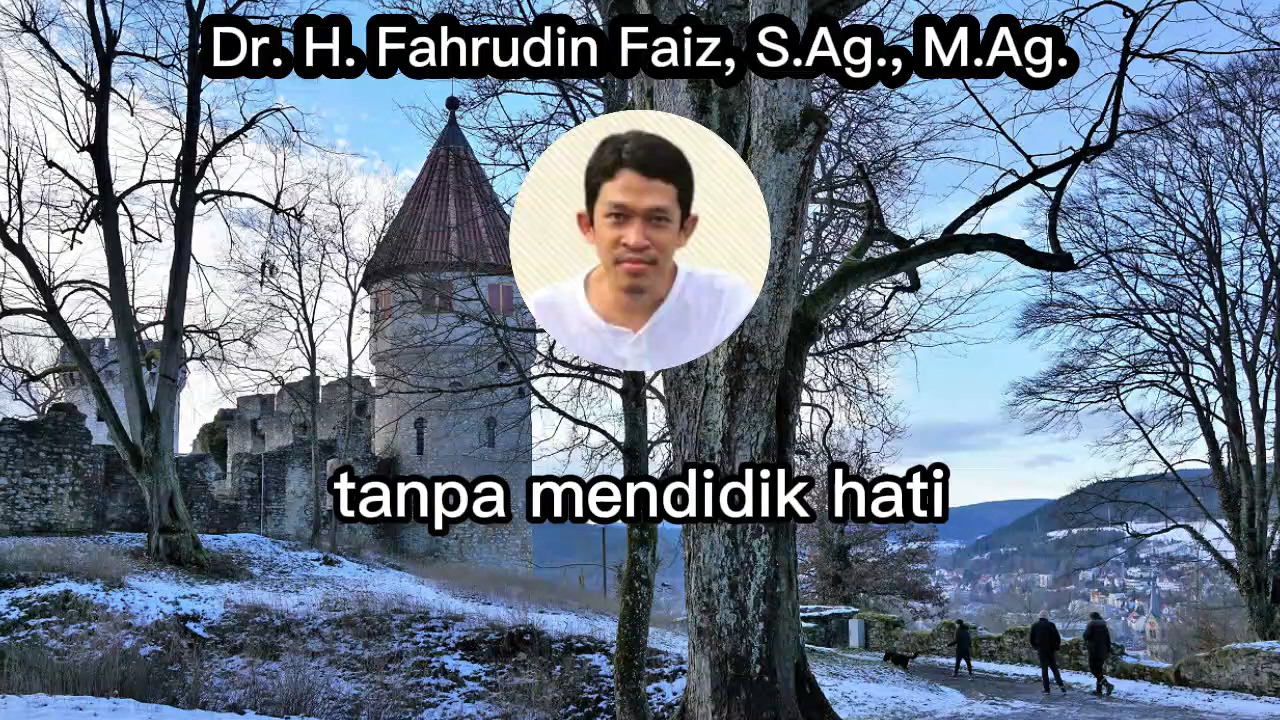 Dr. H. Fahrudin Faiz, S.Ag., M.Ag.
tanpa mendidik hati